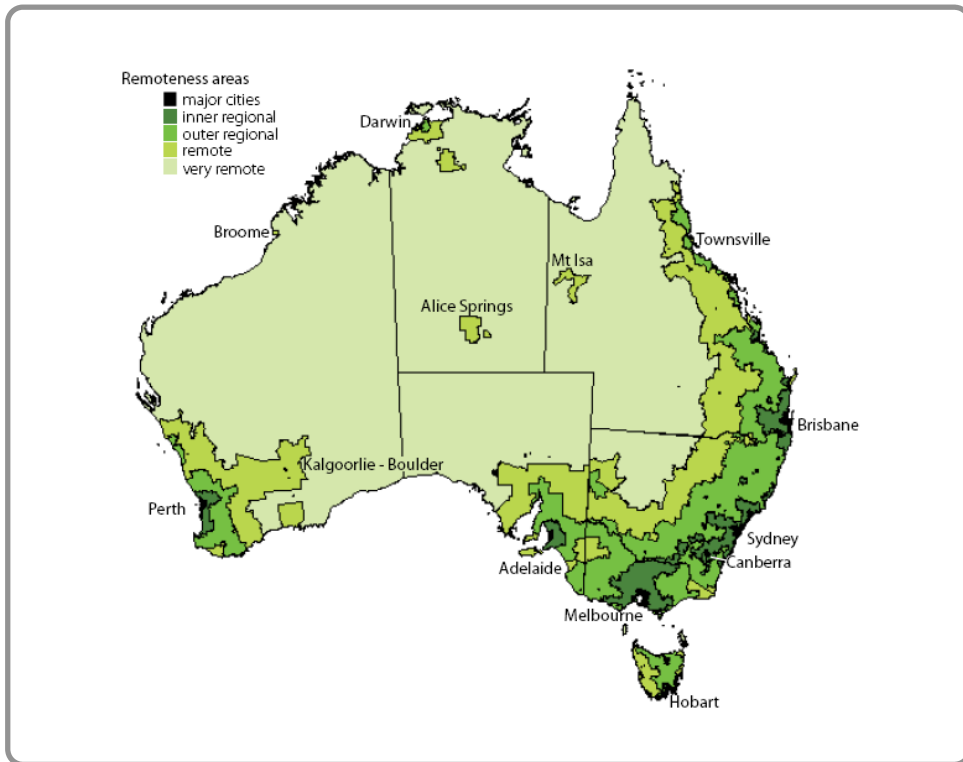 Remoteness areas
major cities
inner regional
outer regional
remote
very remote
Darwin
Broome
Townsville
Mt Isa
Alice Springs
Brisbane
Kalgoorlie - Boulder
Perth
Sydney
Canberra
Adelaide
Melbourne
Hobart